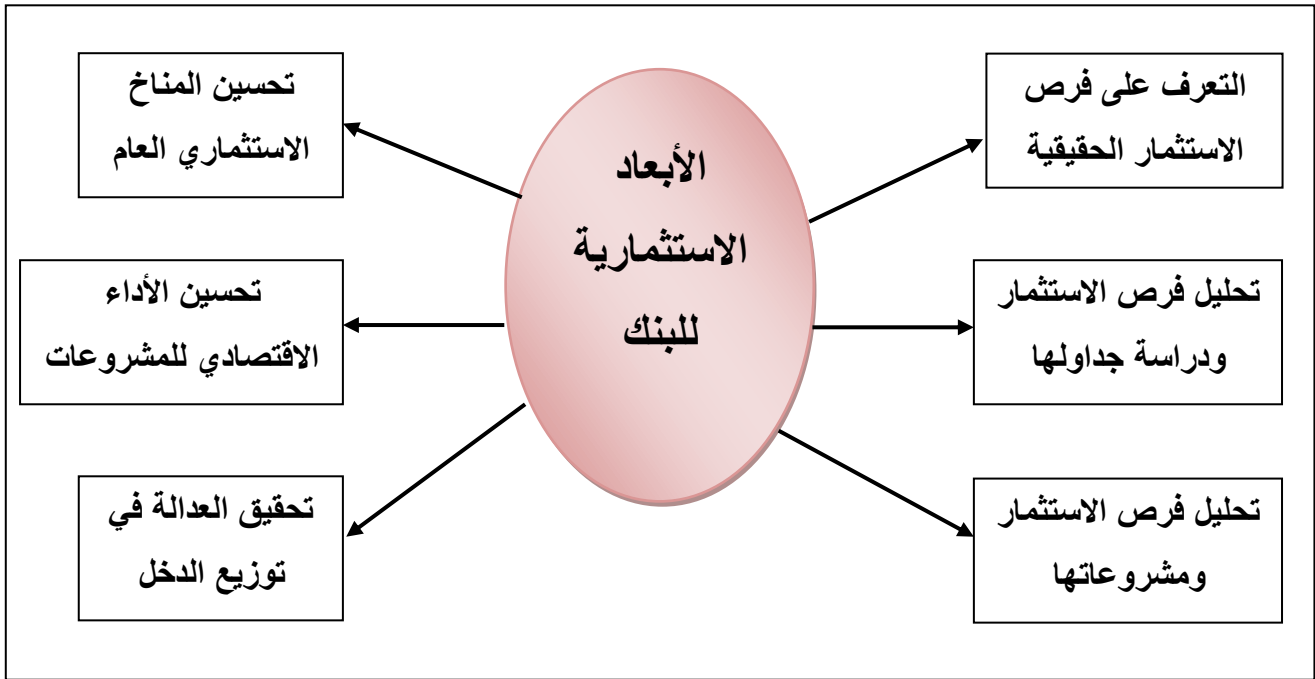 الأبعاد
الاستثمارية
للبنك
التعرف على فرص
الاستثمار الحقيقية
تحليل فرص الاستثمار
ودراسة جداولها
تحليل فرص الاستثمار
ومشروعاتها
تحسين المناخ
الاستثماري العام
تحسين الأداء
الاقتصادي للمشروعات
تحقيق العدالة في
توزيع الدخل